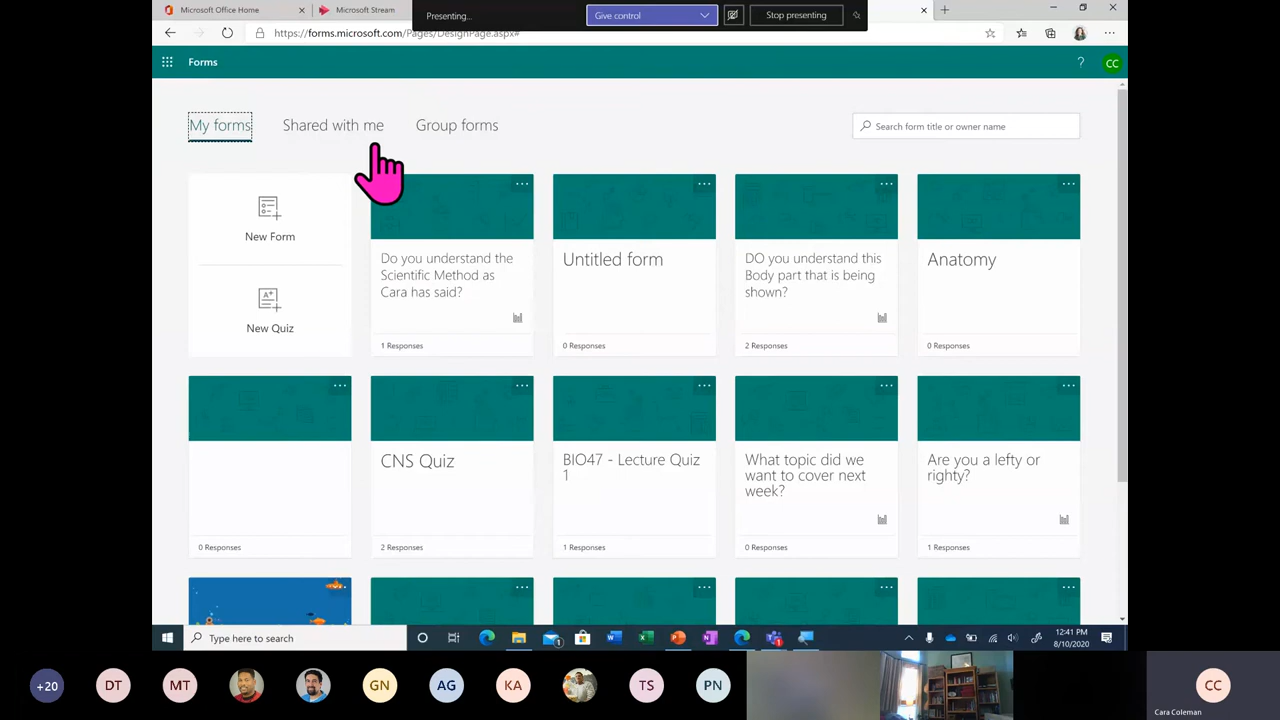 Microsoft Office Home
Microsoft Stream
Presenting...
Give control
Stop presenting
https://forms.microsoft.com/Pages/DesignPage.aspx#
Forms
?
CC
My forms
Shared with me
Group forms
Search form title or owner name
New Form
New Quiz
Do you understand the
Scientific Method as
Cara has said?
1 Responses
Untitled form
0 Responses
DO you understand this
Body part that is being
shown?
2 Responses
Anatomy
0 Responses
0 Responses
CNS Quiz
2 Responses
BIO47 - Lecture Quiz
1
1 Responses
What topic did we
want to cover next
week?
0 Responses
Are you a lefty or
righty?
1 Responses
Type here to search
12:41 PM
8/10/2020
+20
DT
MT
GN
AG
KA
TS
PN
CC
Cara Coleman